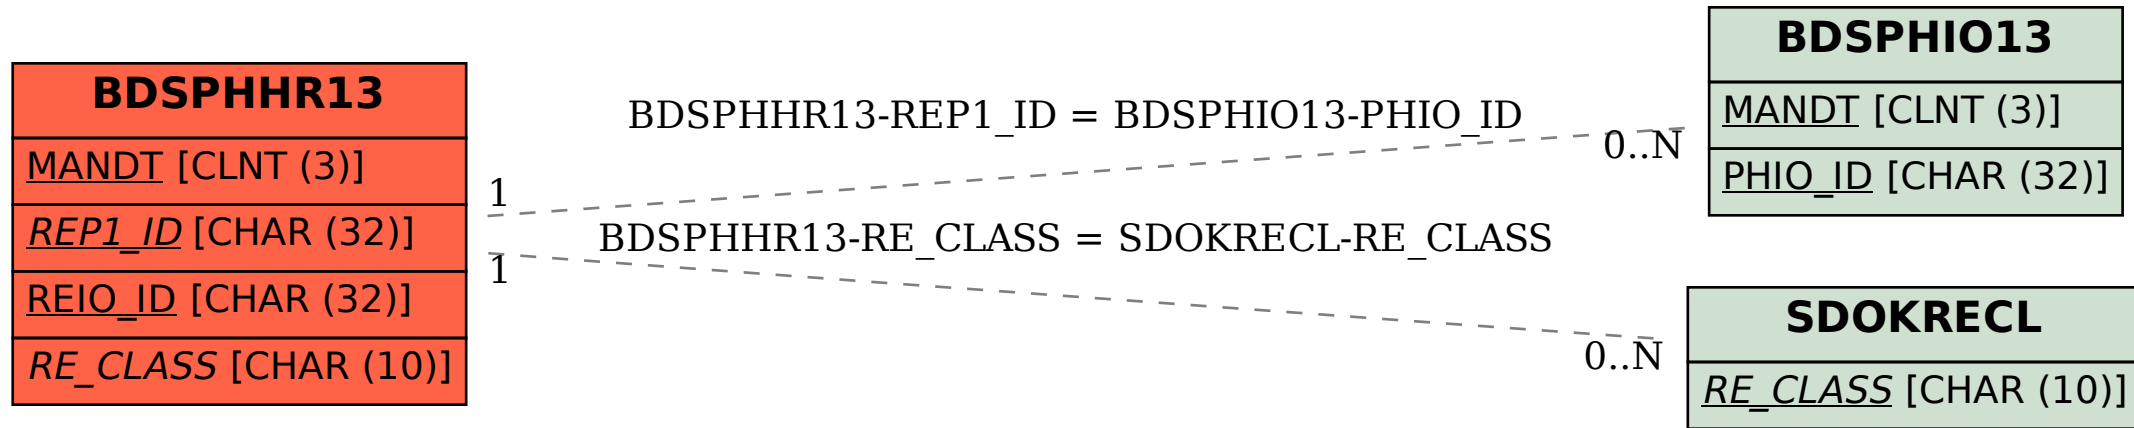 BDSPHHR13
MANDT [CLNT (3)]
REP1_ID [CHAR (32)]
REIO_ID [CHAR (32)]
RE_CLASS [CHAR (10)]
BDSPHHR13-REP1_ID = BDSPHIO13-PHIO_ID
1
0..N
BDSPHHR13-RE_CLASS = SDOKRECL-RE_CLASS
1
0..N
BDSPHIO13
MANDT [CLNT (3)]
PHIO_ID [CHAR (32)]
SDOKRECL
RE_CLASS [CHAR (10)]